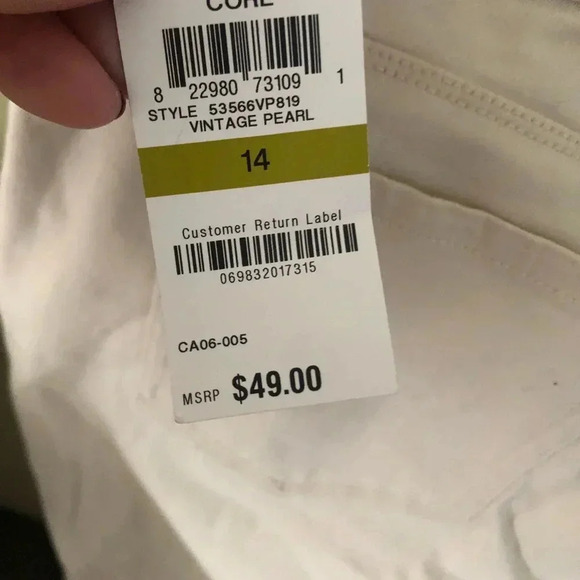 CORE
8 22980 73109 1
STYLE 53566VP819
VINTAGE PEARL
14
Customer Return Label
069832017315
CA06-005
MSRP $49.00